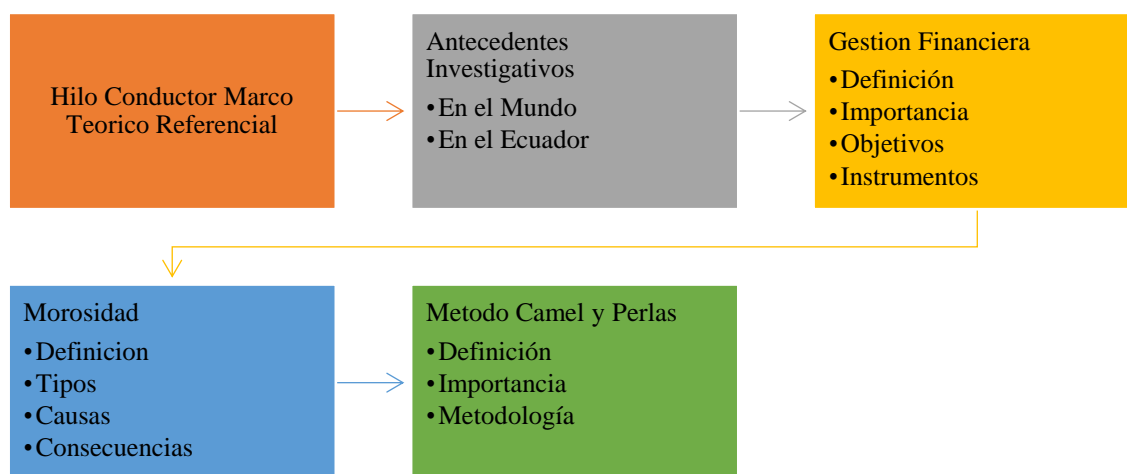 Hilo Conductor Marco
Teorico Referencial
Antecedentes
Investigativos
•En el Mundo
•En el Ecuador
Gestion Financiera
•Definición
•Importancia
•Objetivos
•Instrumentos
Morosidad
•Definicion
•Tipos
•Causas
•Consecuencias
Metodo Camel y Perlas
•Definición
•Importancia
•Metodología